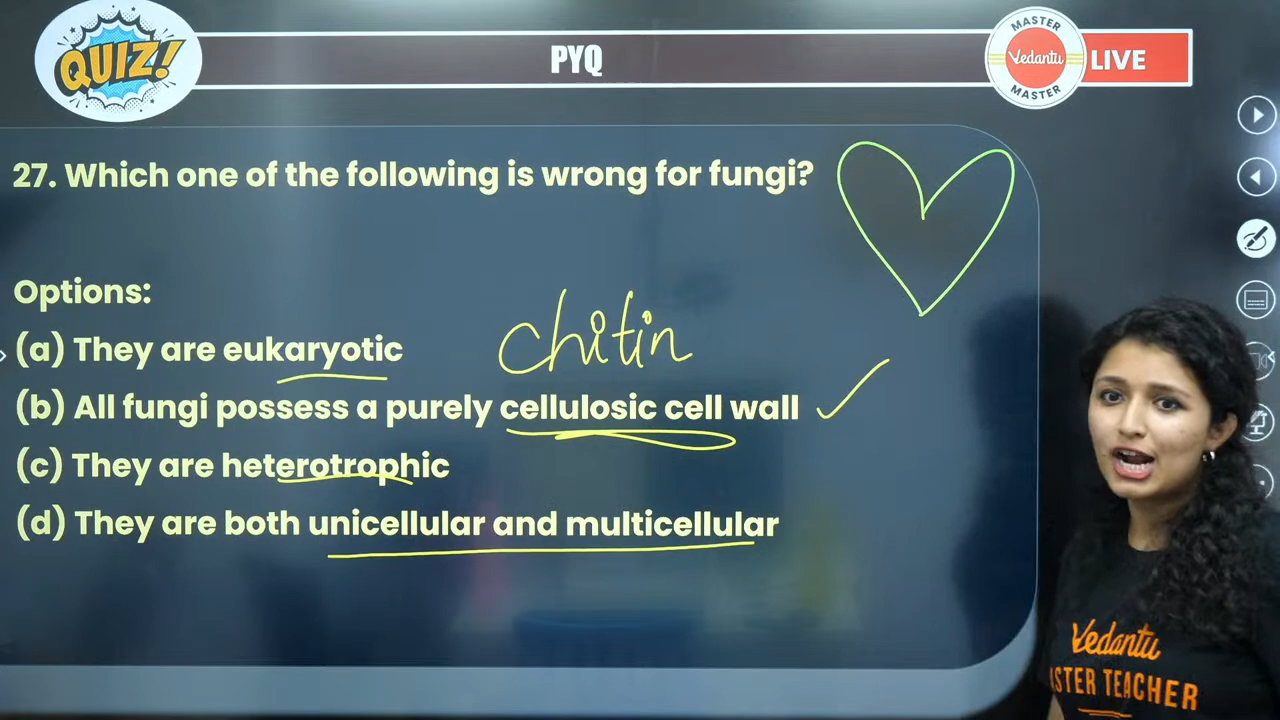 QUIZ!
PYQ
MASTER
Vedantu
MASTER
LIVE
27. Which one of the following is wrong for fungi?
Options:
chitin
(a) They are eukaryotic
(b) All fungi possess a purely cellulosic cell wall
(c) They are heterotrophic
(d) They are both unicellular and multicellular
Vedantu
STER TEACHER